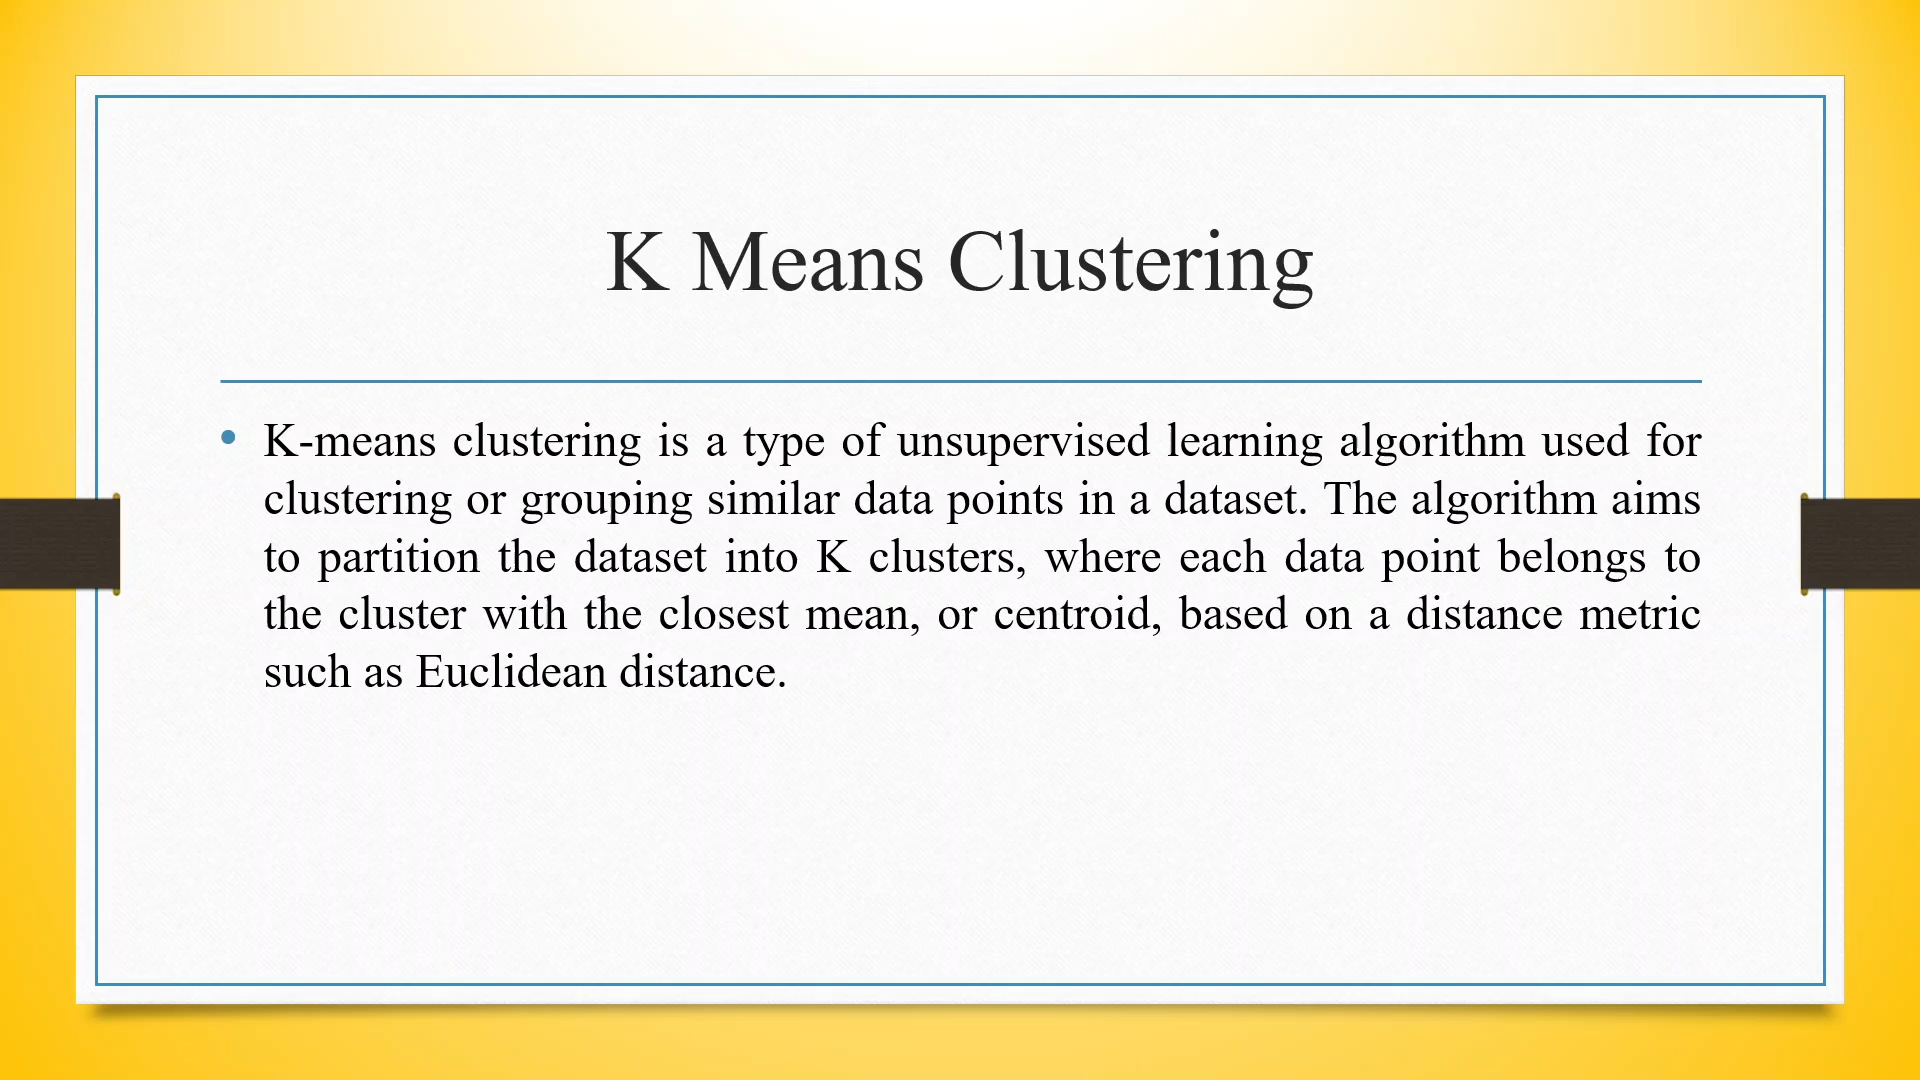 K Means Clustering
• K-means clustering is a type of unsupervised learning algorithm used for
clustering or grouping similar data points in a dataset. The algorithm aims
to partition the dataset into K clusters, where each data point belongs to
the cluster with the closest mean, or centroid, based on a distance metric
such as Euclidean distance.